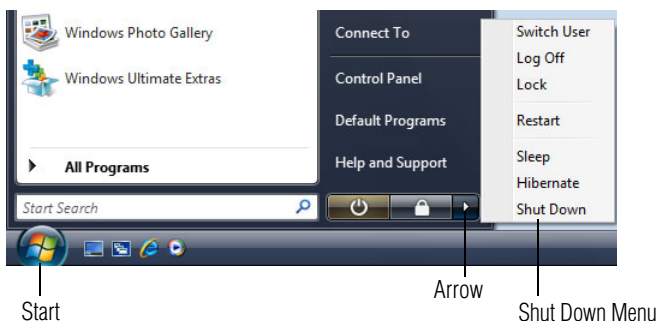 Windows Photo Gallery
Windows Ultimate Extras
All Programs
Start Search
Connect To
Control Panel
Default Programs
Help and Support
Switch User
Log Off
Lock
Restart
Sleep
Hibernate
Shut Down
Start
Arrow
Shut Down Menu